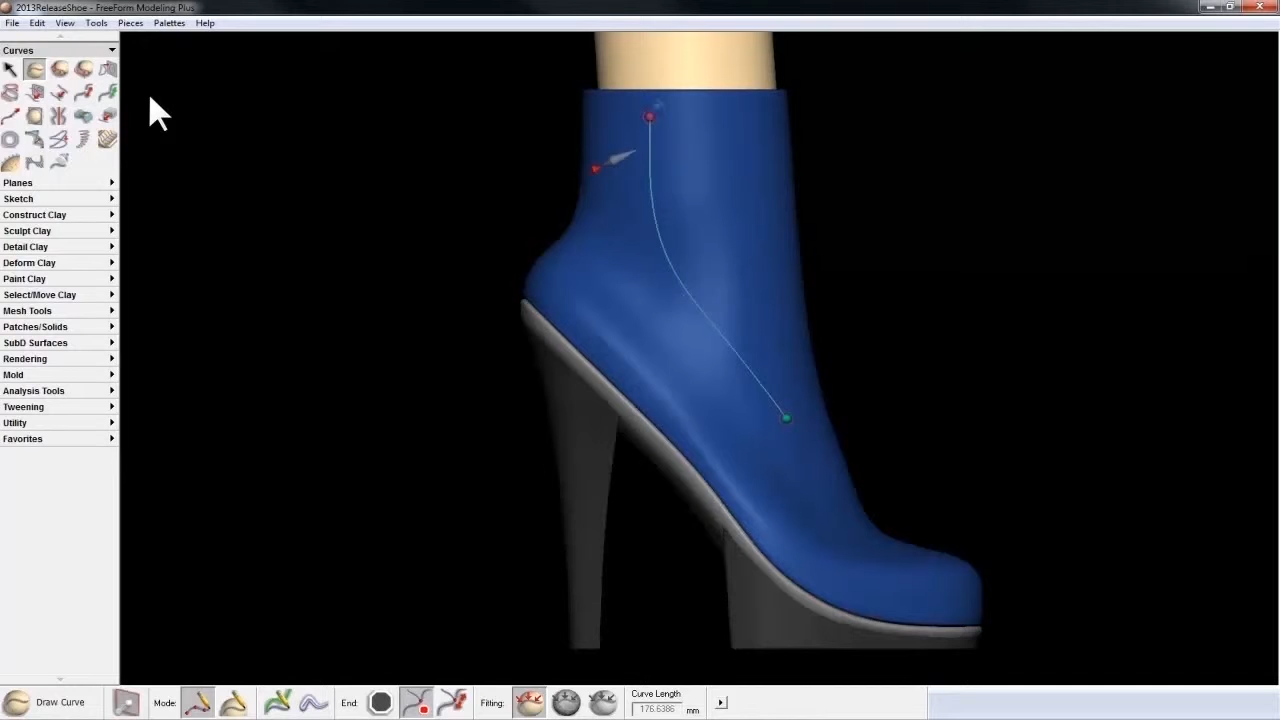 2013ReleaseShoe - FreeForm Modeling Plus
File Edit View Tools Pieces Palettes Help
Curves
Planes
Sketch
Construct Clay
Sculpt Clay
Detail Clay
Deform Clay
Paint Clay
Select/Move Clay
Mesh Tools
Patches/Solids
SubD Surfaces
Rendering
Mold
Analysis Tools
Tweening
Utility
Favorites
Draw Curve Mode: End: Fitting: Curve Length
176.6386 mm